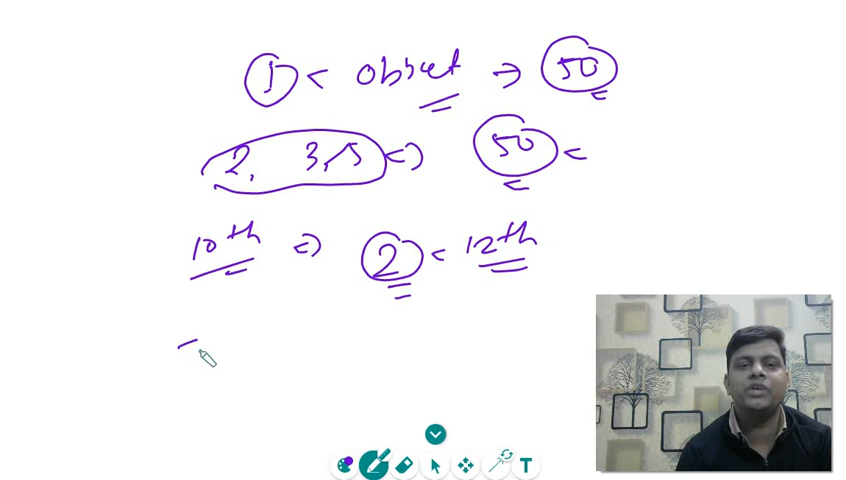 1 < object => 50 <
2, 3, 5 <=> 50 <
10th => 2 < 12th
T